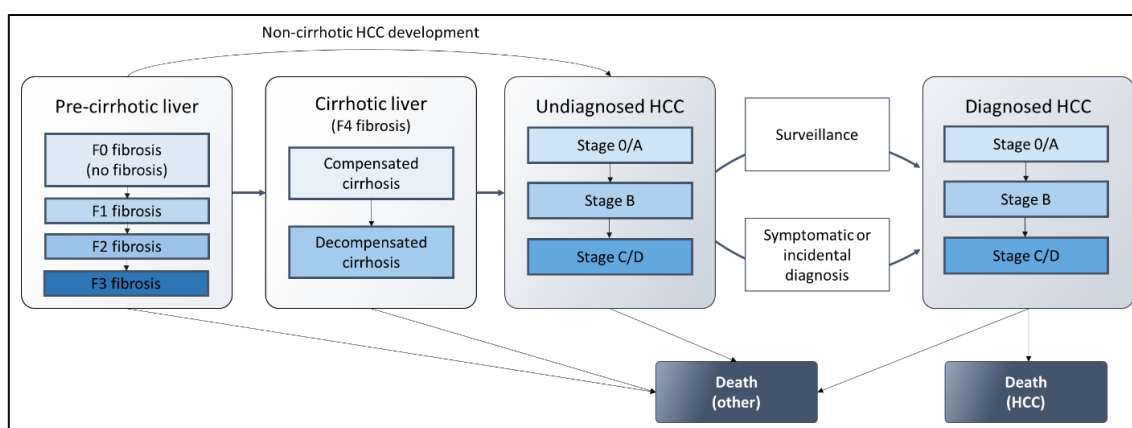 Non-cirrhotic HCC development
Pre-cirrhotic liver
F0 fibrosis
(no fibrosis)
F1 fibrosis
F2 fibrosis
F3 fibrosis
Cirrhotic liver
(F4 fibrosis)
Compensated
cirrhosis
Decompensated
cirrhosis
Undiagnosed HCC
Stage 0/A
Stage B
Stage C/D
Surveillance
Symptomatic or
incidental
diagnosis
Diagnosed HCC
Stage 0/A
Stage B
Stage C/D
Death
(other)
Death
(HCC)